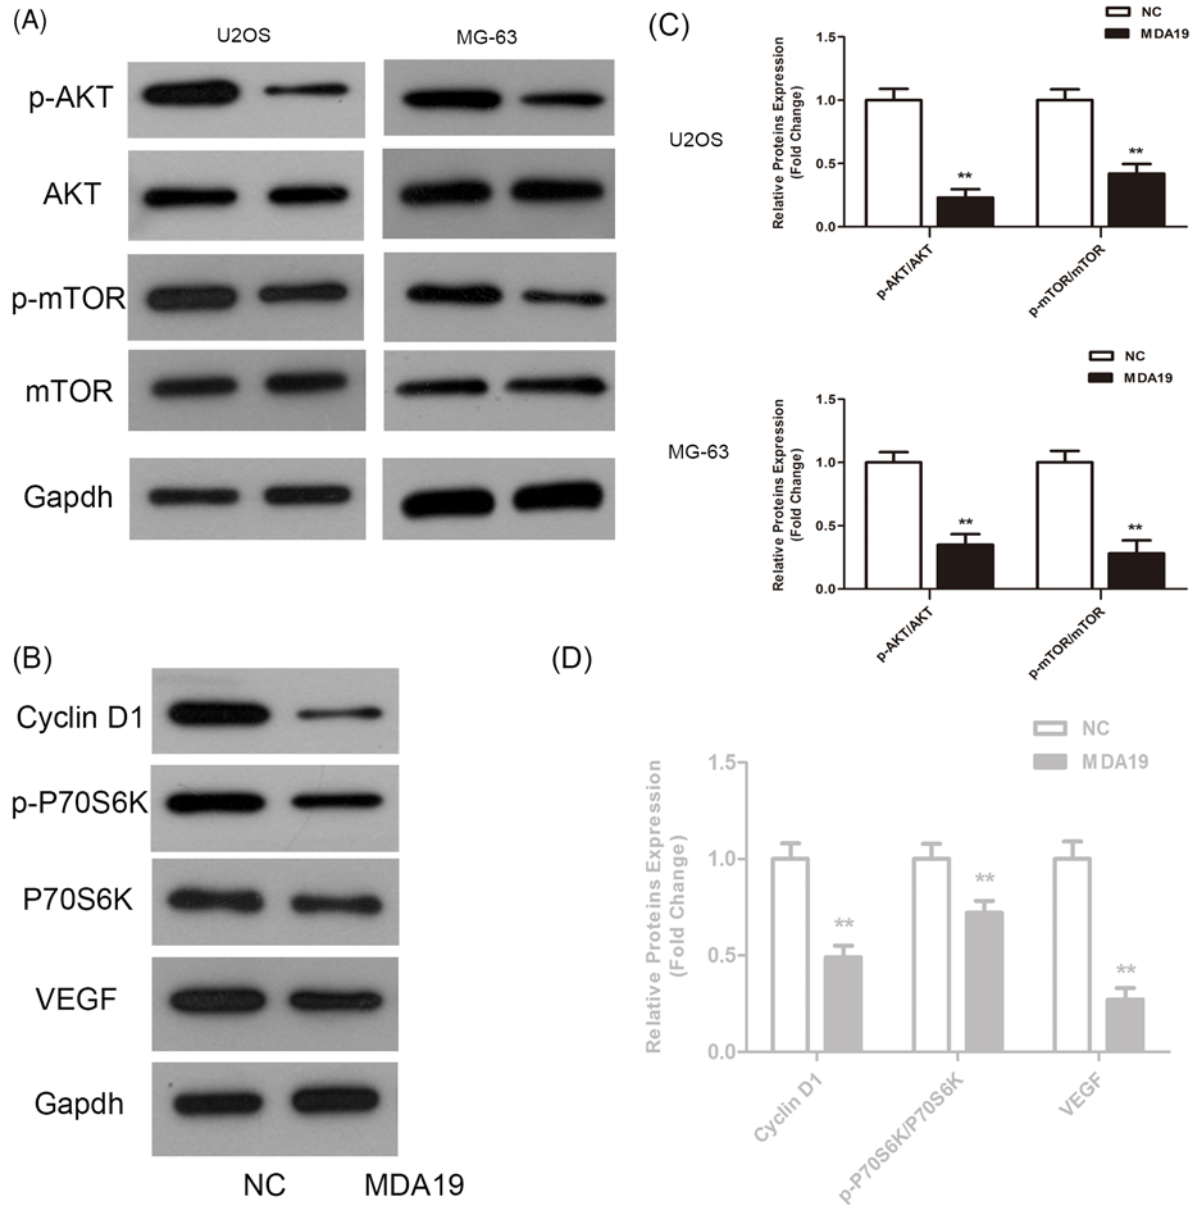 (A)
U2OS MG-63
p-AKT
AKT
p-mTOR
mTOR
Gapdh
(B)
Cyclin D1
p-P70S6K
P70S6K
VEGF
Gapdh
NC MDA19
(C)
U2OS
NC
MDA19
Relative Proteins Expression
(Fold Change)
1.5
1.0
0.5
0.0
**
**
p-AKT/AKT
p-mTOR/mTOR
MG-63
NC
MDA19
Relative Proteins Expression
(Fold Change)
1.5
1.0
0.5
0.0
**
**
p-AKT/AKT
p-mTOR/mTOR
(D)
NC
MDA19
Relative Proteins Expression
(Fold Change)
1.5
1.0
0.5
0.0
**
**
**
Cyclin D1
p-P70S6K/P70S6K
VEGF